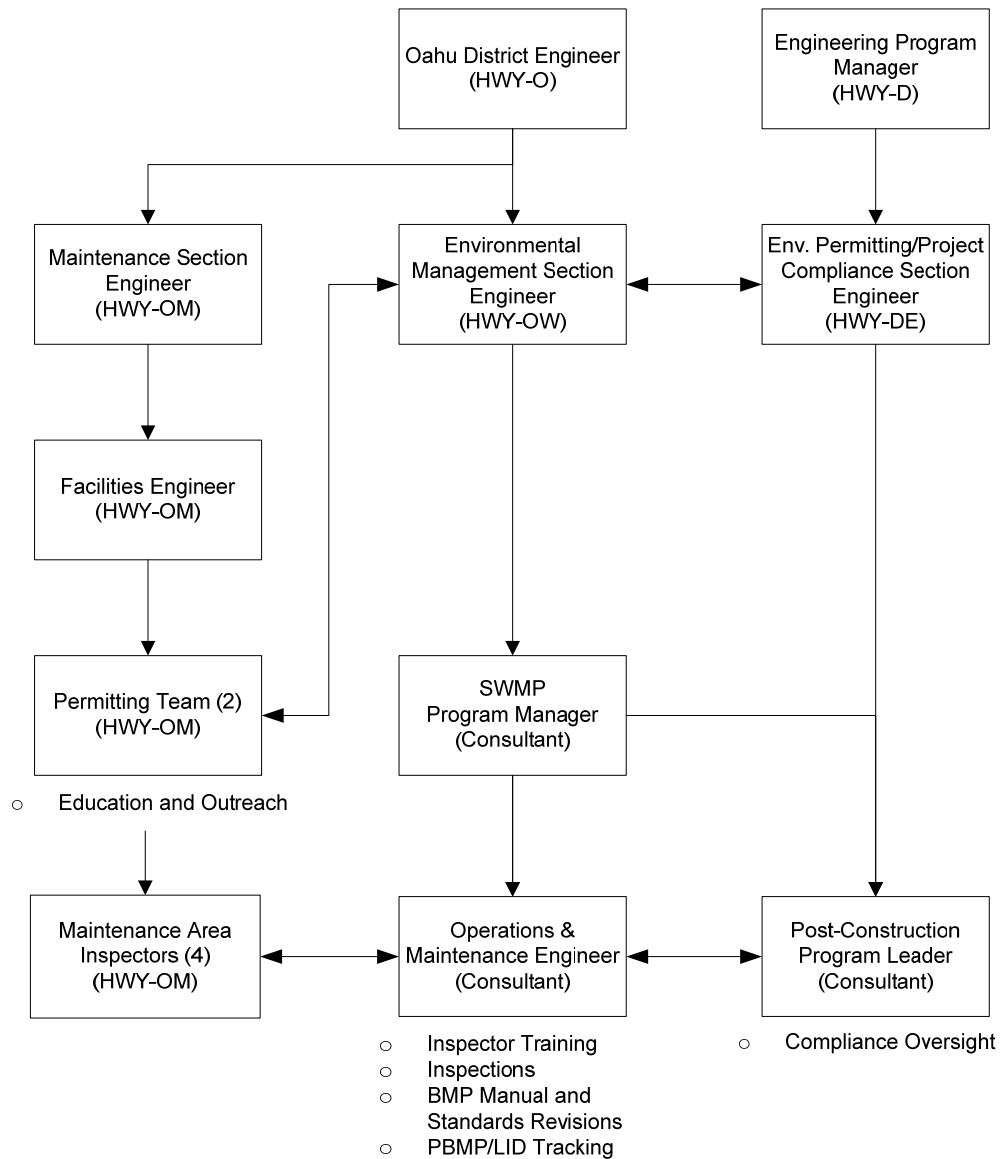 Oahu District Engineer
(HWY-O)
Engineering Program
Manager
(HWY-D)
Maintenance Section
Engineer
(HWY-OM)
Environmental
Management Section
Engineer
(HWY-OW)
Env. Permitting/Project
Compliance Section
Engineer
(HWY-DE)
Facilities Engineer
(HWY-OM)
Permitting Team (2)
(HWY-OM)
SWMP
Program Manager
(Consultant)
o Education and Outreach
Maintenance Area
Inspectors (4)
(HWY-OM)
Operations &
Maintenance Engineer
(Consultant)
Post-Construction
Program Leader
(Consultant)
o Inspector Training
o Inspections
o BMP Manual and
Standards Revisions
o PBMP/LID Tracking
o Compliance Oversight